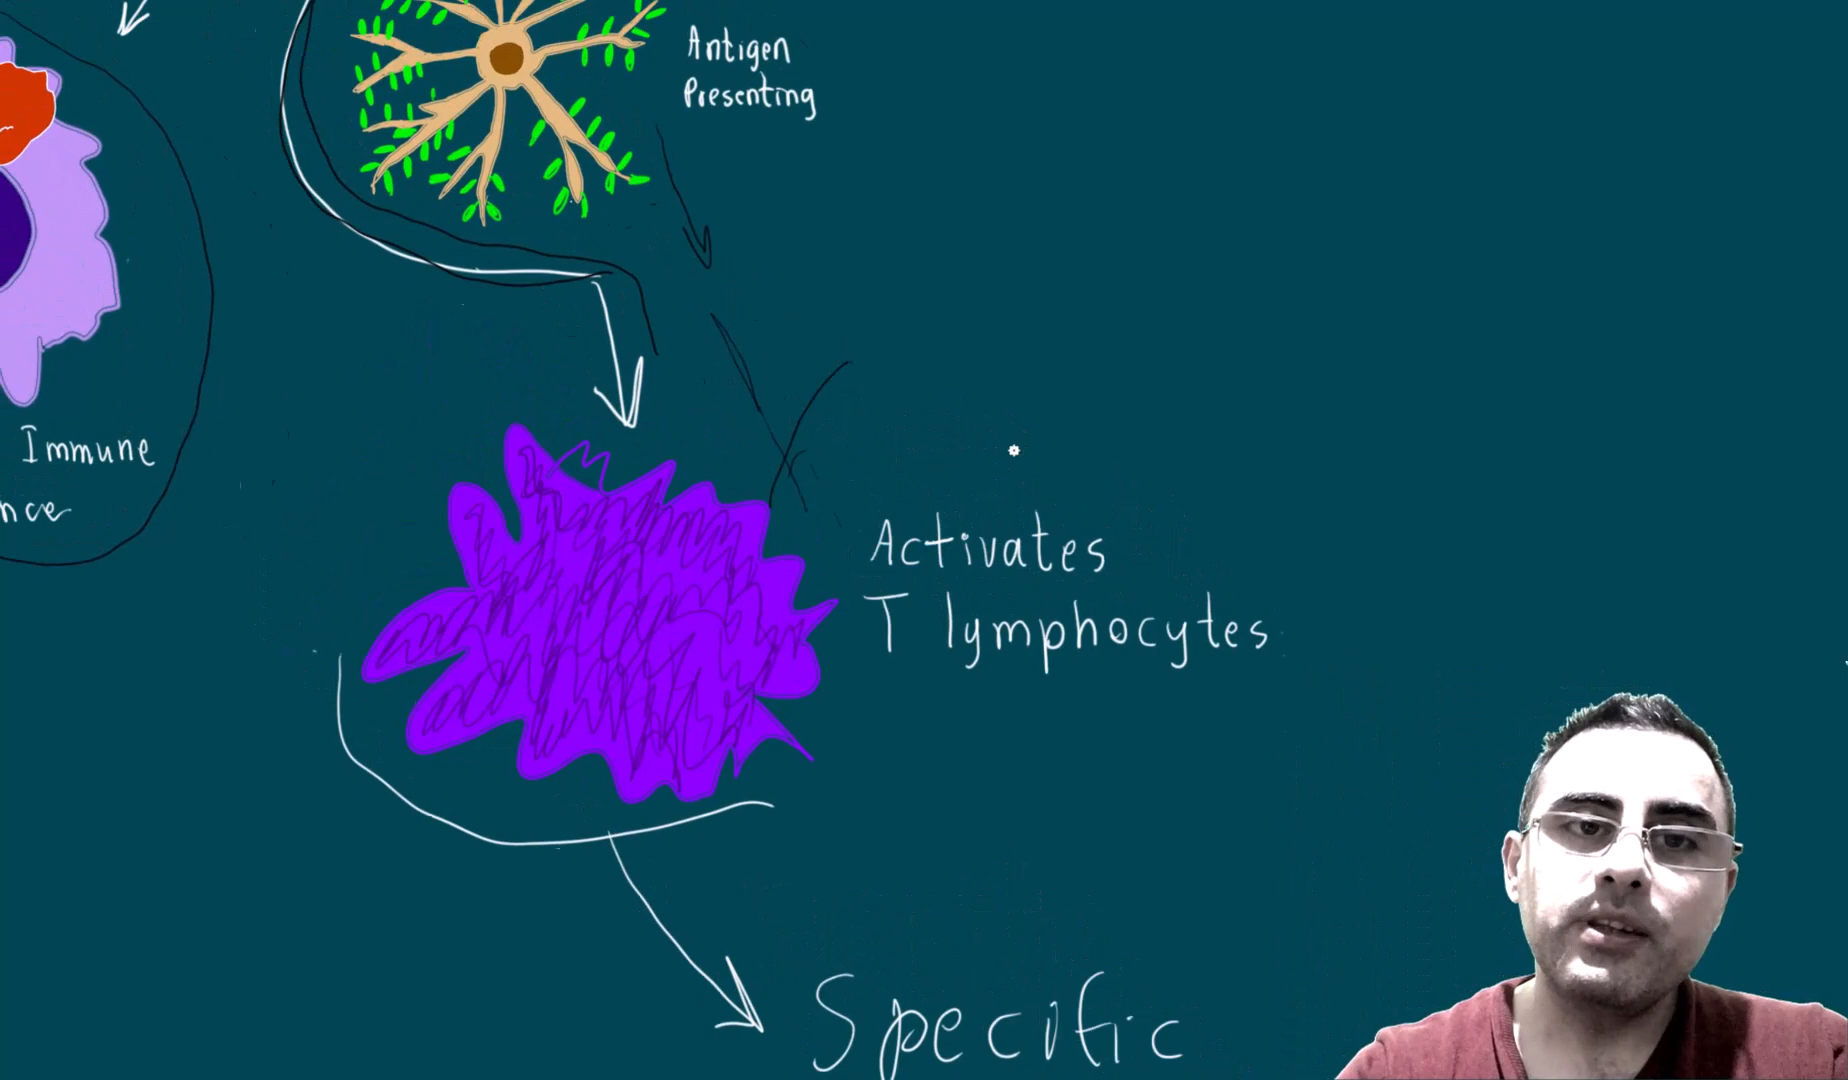 Antigen
Presenting
Immune
nce
Activates
T lymphocytes
Specific